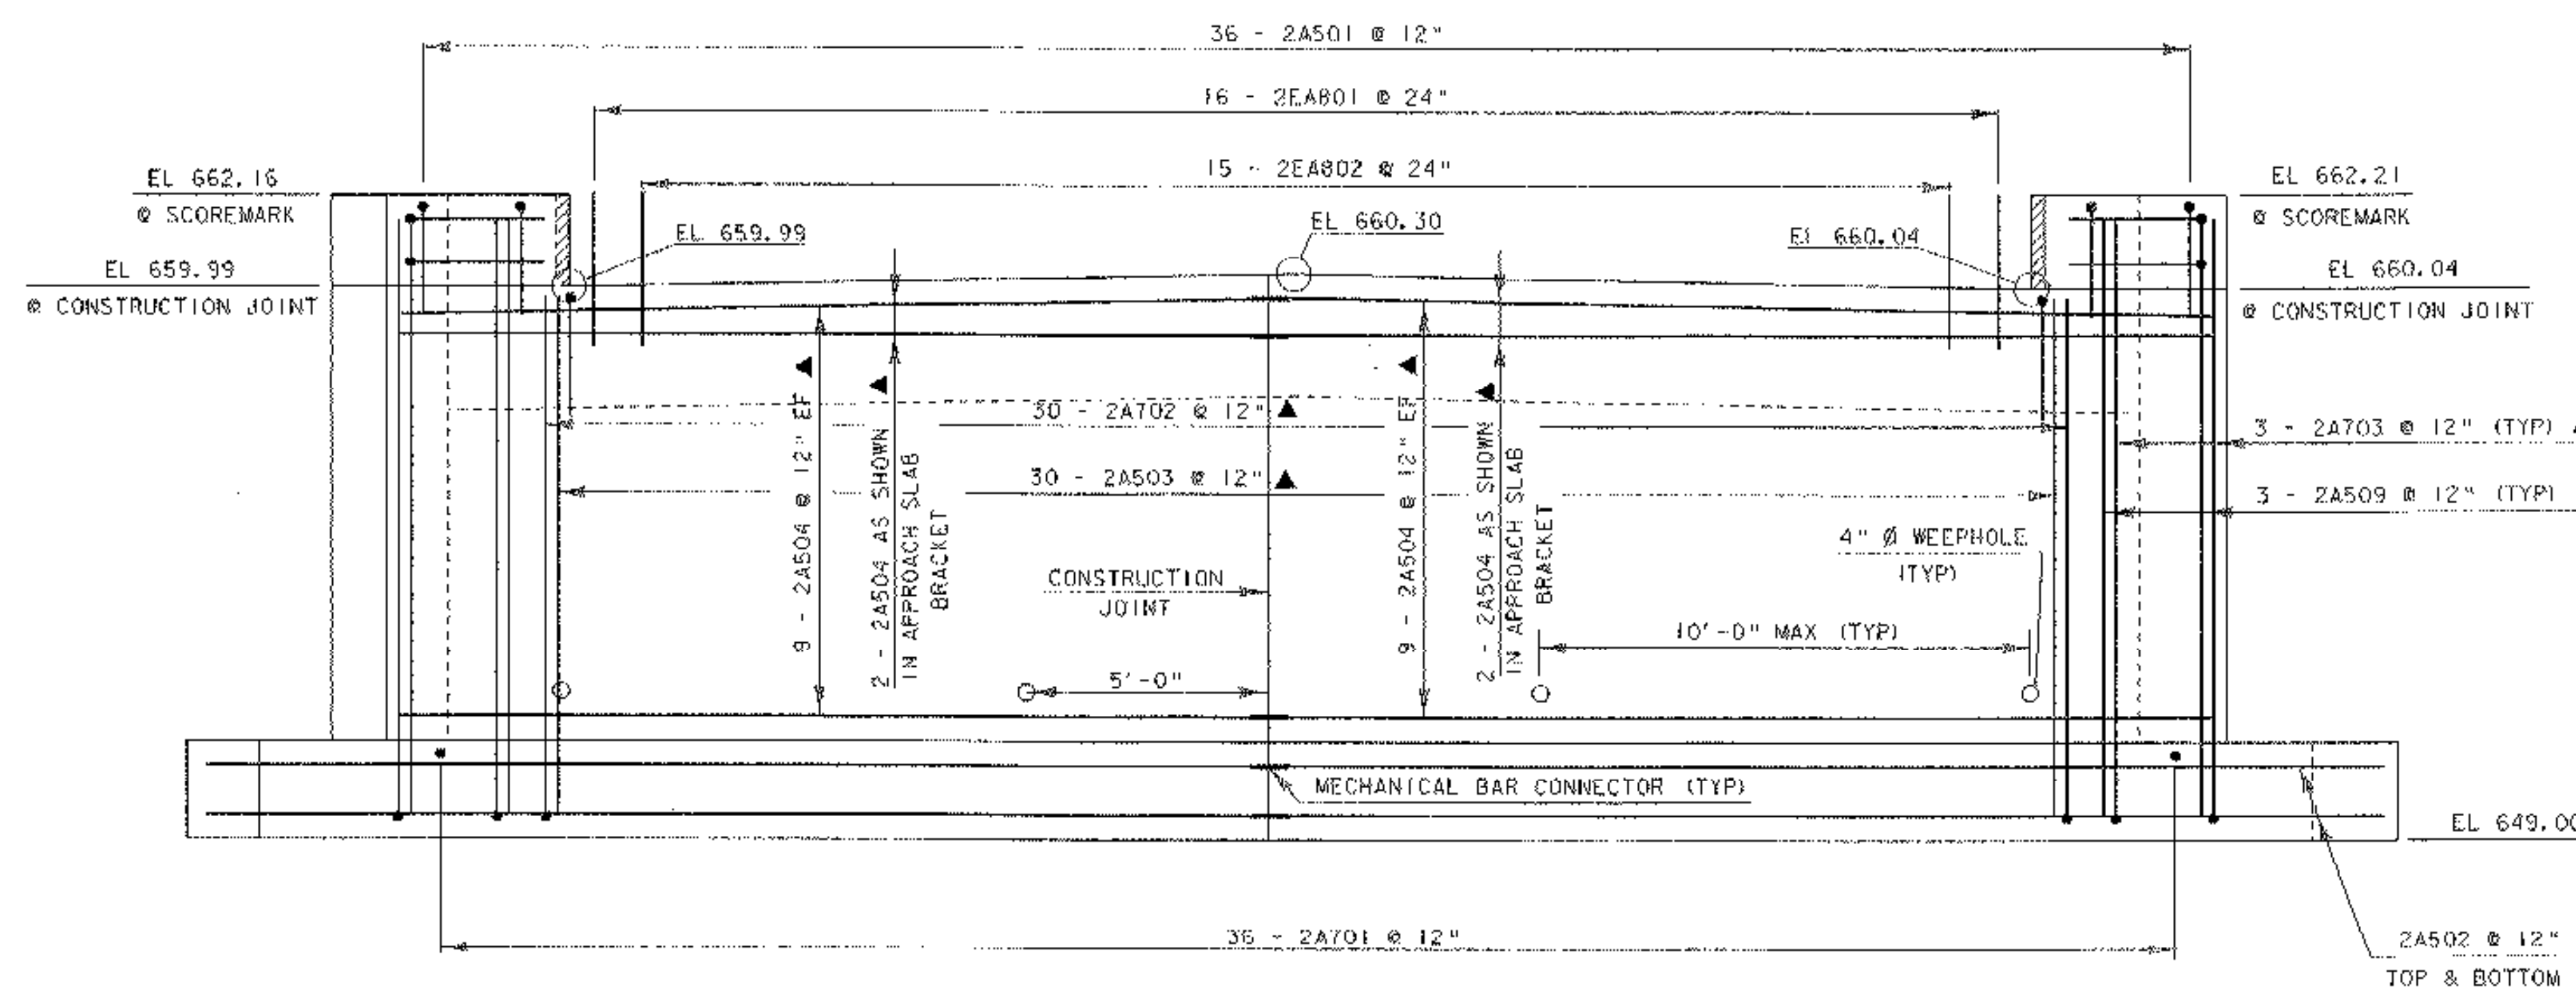 36 - 2A501 @ 12"
16 - 2EA801 @ 24"
15 - 2EA802 @ 24"
EL 662.16
@ SCOREMARK
EL 659.99
@ CONSTRUCTION JOINT
EL 659.99
EL 660.30
EL 660.04
EL 662.21
@ SCOREMARK
EL 660.04
@ CONSTRUCTION JOINT
9 - 2A504 @ 12" EF
2 - 2A504 AS SHOWN
IN APPROACH SLAB
BRACKET
30 - 2A702 @ 12"
30 - 2A503 @ 12"
CONSTRUCTION
JOINT
5'-0"
9 - 2A504 @ 12" EF
2 - 2A504 AS SHOWN
IN APPROACH SLAB
BRACKET
4" Ø WEEPHOLE
(TYP)
10'-0" MAX (TYP)
3 - 2A703 @ 12" (TYP)
3 - 2A509 @ 12" (TYP)
MECHANICAL BAR CONNECTOR (TYP)
EL 649.00
36 - 2A701 @ 12"
2A502 @ 12"
TOP & BOTTOM